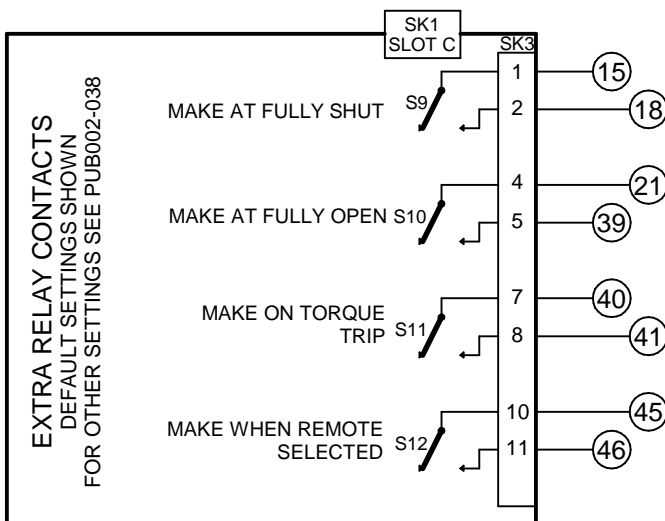 SK1
SLOT C
SK3
EXTRA RELAY CONTACTS
DEFAULT SETTINGS SHOWN
FOR OTHER SETTINGS SEE PUB002-038
MAKE AT FULLY SHUT
S9
1
15
2
18
MAKE AT FULLY OPEN
S10
4
21
5
39
MAKE ON TORQUE
TRIP
S11
7
40
8
41
MAKE WHEN REMOTE
SELECTED
S12
10
45
11
46